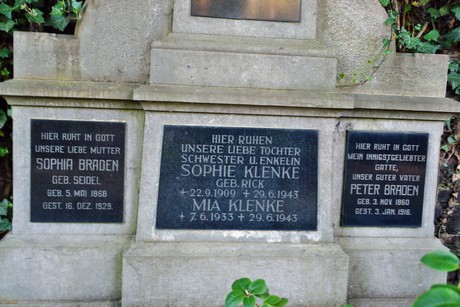 HIER RUHT IN GOTT
UNSERE LIEBE MUTTER
SOPHIA BRADEN
GEB. SEIDEL.
5. MAI 1868
GEST. 16. DEZ. 1929.
HIER RUHEN
UNSERE LIEBE TOCHTER
SCHWESTER U. ENKELIN
SOPHIE KLENKE
GEB. RICK
+22.9.1909 +29.6.1943
MIA KLENKE
+7.6.1933 +29.6.1943
HIER RUHT IN GOTT
MEIN INNIGSTGELIEBTER
GATTE,
UNSER GUTER
VATER
PETER BRADEN
GEB. 3. NOV. 1860
GEST. 3. JAN. 1916.